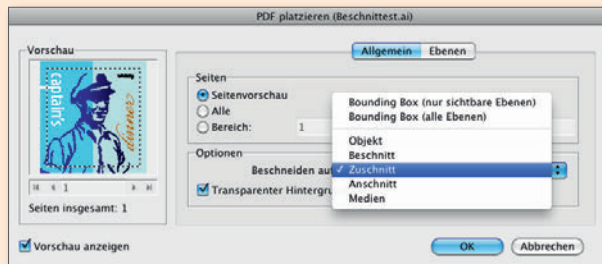 PDF platzieren (Beschnittest.ai)
Vorschau
captain's
dinner
1
Seiten insgesamt: 1
Vorschau anzeigen
Allgemein Ebenen
Seiten
Seitenvorschau
Alle
Bereich: 1
Optionen
Beschneiden auf
Transparenter Hintergru
Bounding Box (nur sichtbare Ebenen)
Bounding Box (alle Ebenen)
Objekt
Beschnitt
✓ Zuschnitt
Anschnitt
Medien
OK Abbrechen